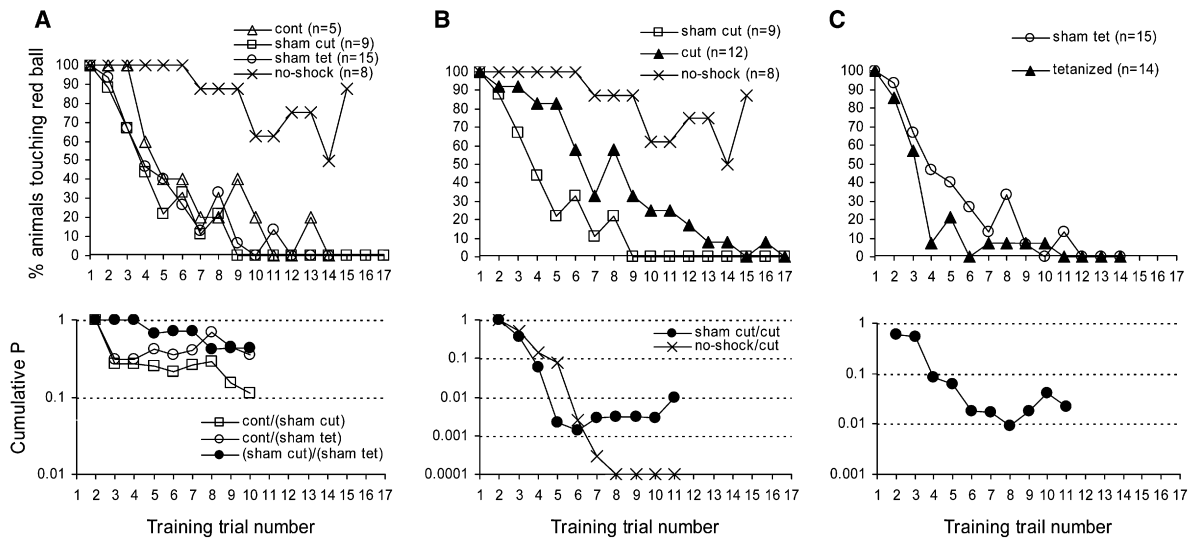 A
cont (n=5)
sham cut (n=9)
sham tet (n=15)
no-shock (n=8)
% animals touching red ball
100
90
80
70
60
50
40
30
20
10
0
1 2 3 4 5 6 7 8 9 10 11 12 13 14 15 16 17
B
sham cut (n=9)
cut (n=12)
no-shock (n=8)
100
90
80
70
60
50
40
30
20
10
0
1 2 3 4 5 6 7 8 9 10 11 12 13 14 15 16 17
C
sham tet (n=15)
tetanized (n=14)
100
90
80
70
60
50
40
30
20
10
0
1 2 3 4 5 6 7 8 9 10 11 12 13 14 15 16 17
Cumulative P
1
0.1
0.01
cont/(sham cut)
cont/(sham tet)
(sham cut)/(sham tet)
1 2 3 4 5 6 7 8 9 10 11 12 13 14 15 16 17
Training trial number
1
0.1
0.01
0.001
0.0001
sham cut/cut
no-shock/cut
1 2 3 4 5 6 7 8 9 10 11 12 13 14 15 16 17
Training trial number
1
0.1
0.01
0.001
1 2 3 4 5 6 7 8 9 10 11 12 13 14 15 16 17
Training trail number